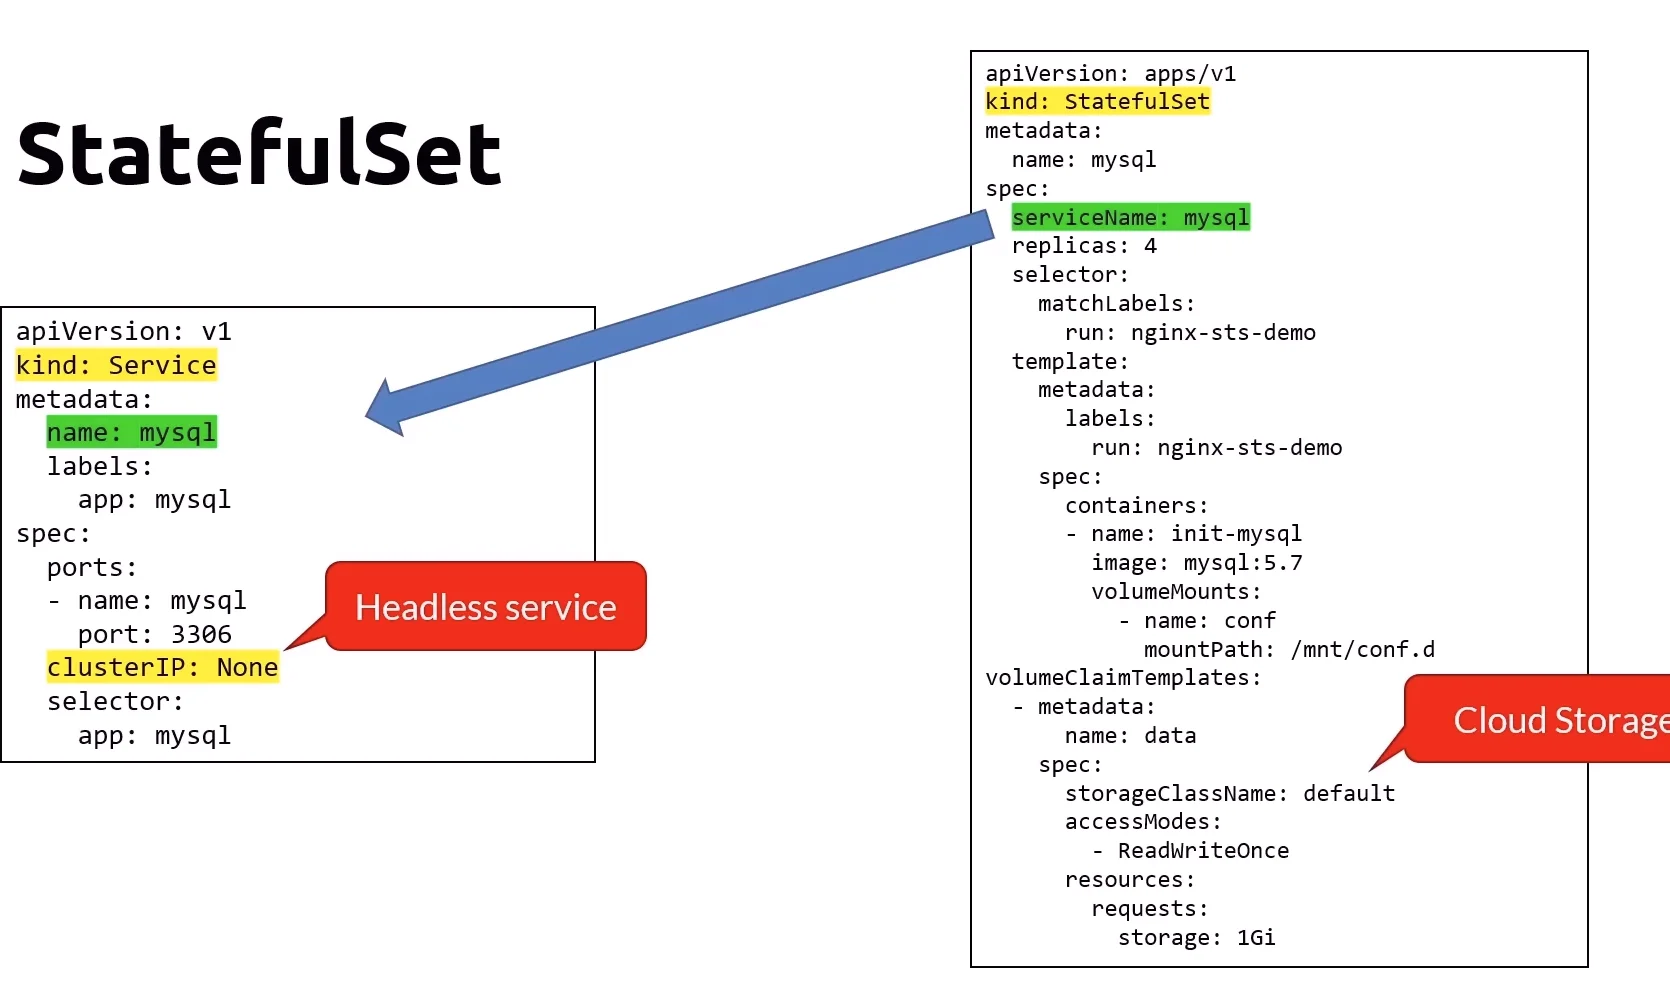 StatefulSet
apiVersion: v1
kind: Service
metadata:
  name: mysql
  labels:
    app: mysql
spec:
  ports:
  - name: mysql
    port: 3306
  clusterIP: None
  selector:
    app: mysql
Headless service
apiVersion: apps/v1
kind: StatefulSet
metadata:
  name: mysql
spec:
  serviceName: mysql
  replicas: 4
  selector:
    matchLabels:
      run: nginx-sts-demo
  template:
    metadata:
      labels:
        run: nginx-sts-demo
    spec:
      containers:
      - name: init-mysql
        image: mysql:5.7
        volumeMounts:
          - name: conf
            mountPath: /mnt/conf.d
volumeClaimTemplates:
  - metadata:
      name: data
    spec:
      storageClassName: default
      accessModes:
        - ReadWriteOnce
      resources:
        requests:
          storage: 1Gi
Cloud Storage